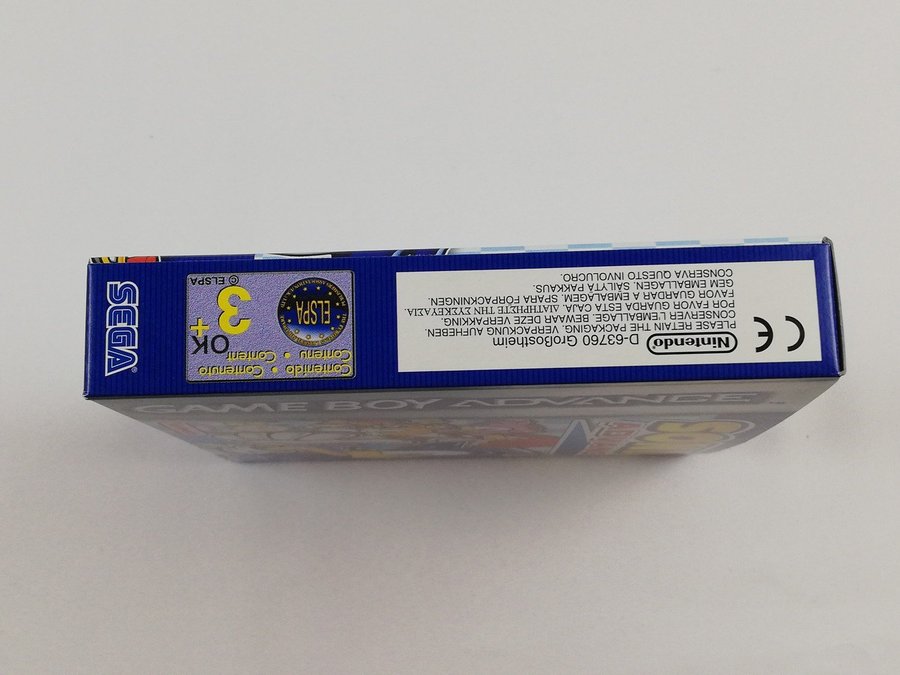 Nintendo
D-63760 Großostheim
CE
PLEASE RETAIN THE PACKAGING. VERPACKUNG AUFHEBEN.
CONSERVER L'EMBALLAGE. BEWAAR DEZE VERPAKKING.
POR FAVOR GUARDA ESTA CAJA. ΔΙΑΤΗΡΗΣΤΕ ΤΗΝ ΣΥΣΚΕΥΑΣΙΑ.
FAVOR GUARDAR A EMBALAGEM. SPARA FÖRPACKNINGEN.
GEM EMBALLAGEN. SÄILYTÄ PAKKAUS.
CONSERVA QUESTO INVOLUCRO.
Contenido • Contenuto
Contenu • Content
ELSPA
OK
3+
© ELSPA
SEGA
GAME BOY ADVANCE